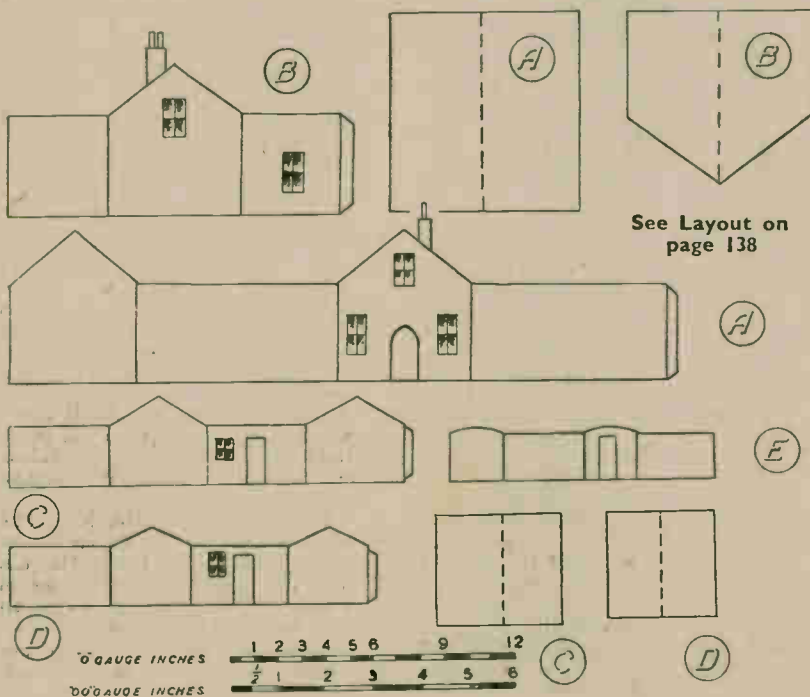 B
A
B
See Layout on
page 138
A
E
C
D
"O" GAUGE INCHES 1 2 3 4 5 6 9 12
"OO" GAUGE INCHES ½ 1 2 3 4 5 6
C
D